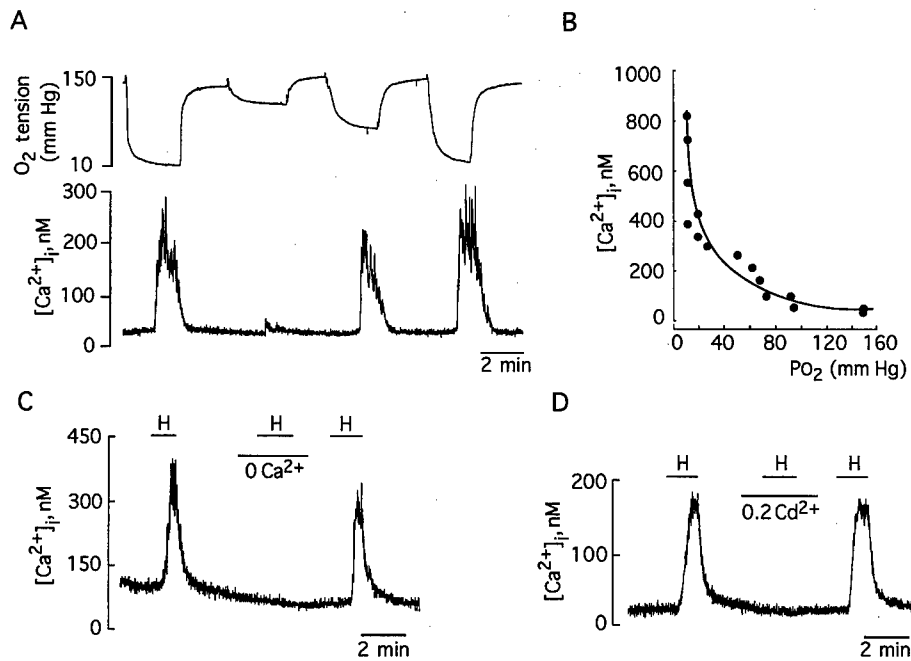 A
O2 tension
(mm Hg)
150
10
[Ca2+]i, nM
300
200
100
0
2 min
B
[Ca2+]i, nM
1000
800
600
400
200
0
0 40 80 120 160
PO2 (mm Hg)
C
[Ca2+]i, nM
450
300
150
0
H H H
0 Ca2+
2 min
D
[Ca2+]i, nM
200
100
0
H H H
0.2 Cd2+
2 min